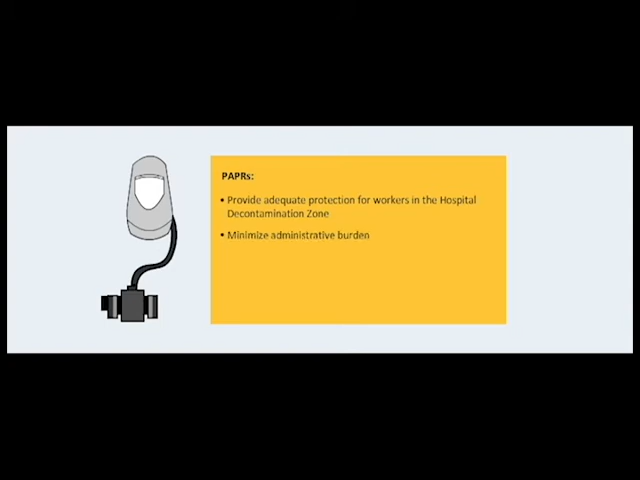 PAPRs:
• Provide adequate protection for workers in the Hospital
Decontamination Zone
• Minimize administrative burden